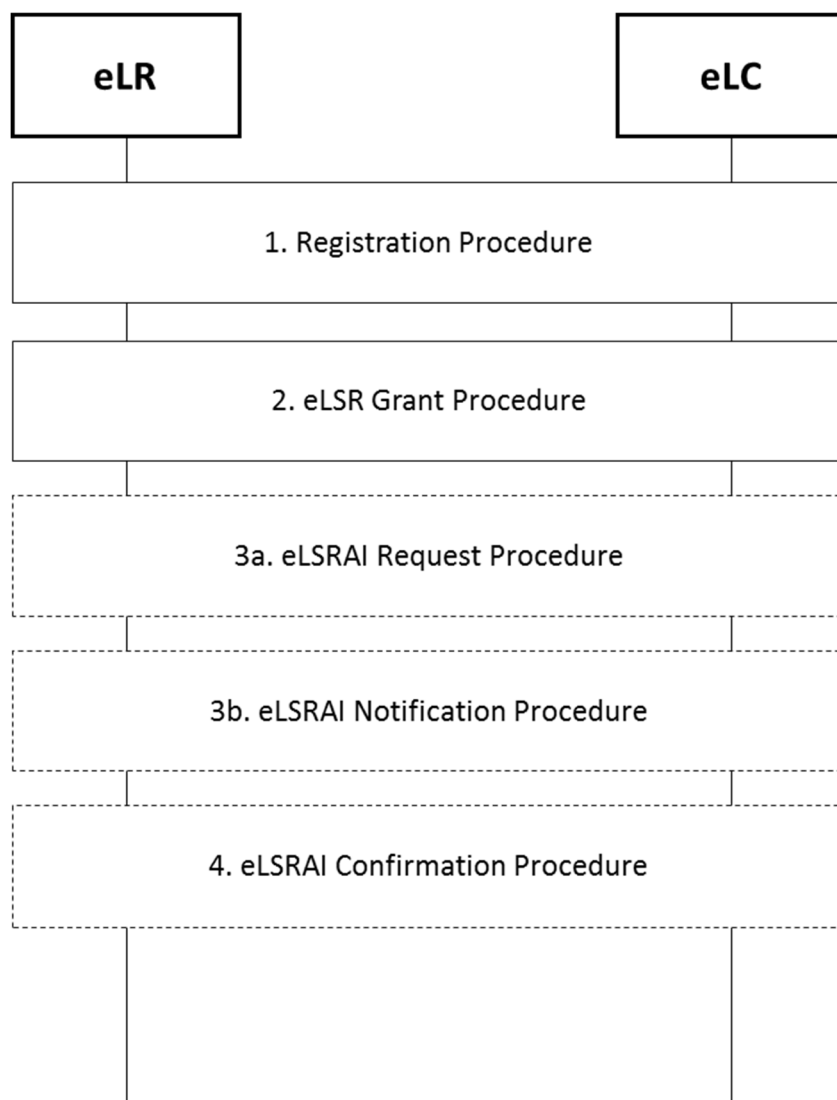 eLR
eLC
1. Registration Procedure
2. eLSR Grant Procedure
3a. eLSRAI Request Procedure
3b. eLSRAI Notification Procedure
4. eLSRAI Confirmation Procedure